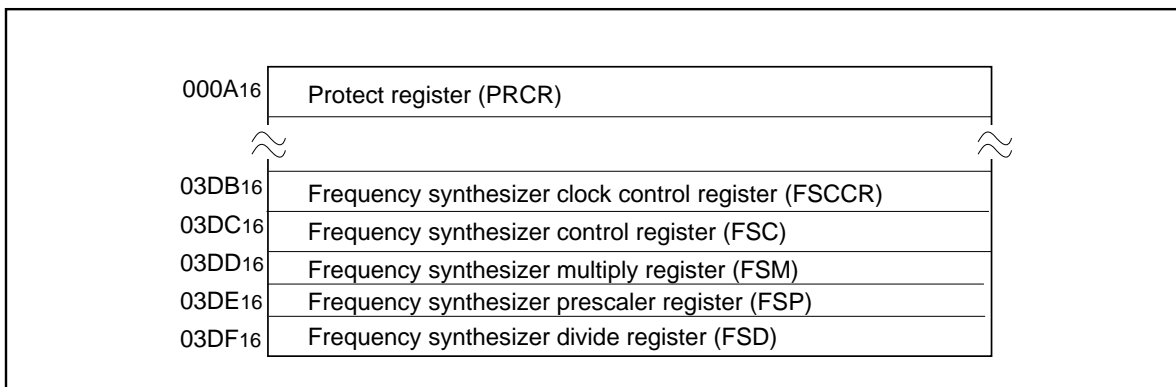 000A16 Protect register (PRCR)
03DB16 Frequency synthesizer clock control register (FSCCR)
03DC16 Frequency synthesizer control register (FSC)
03DD16 Frequency synthesizer multiply register (FSM)
03DE16 Frequency synthesizer prescaler register (FSP)
03DF16 Frequency synthesizer divide register (FSD)